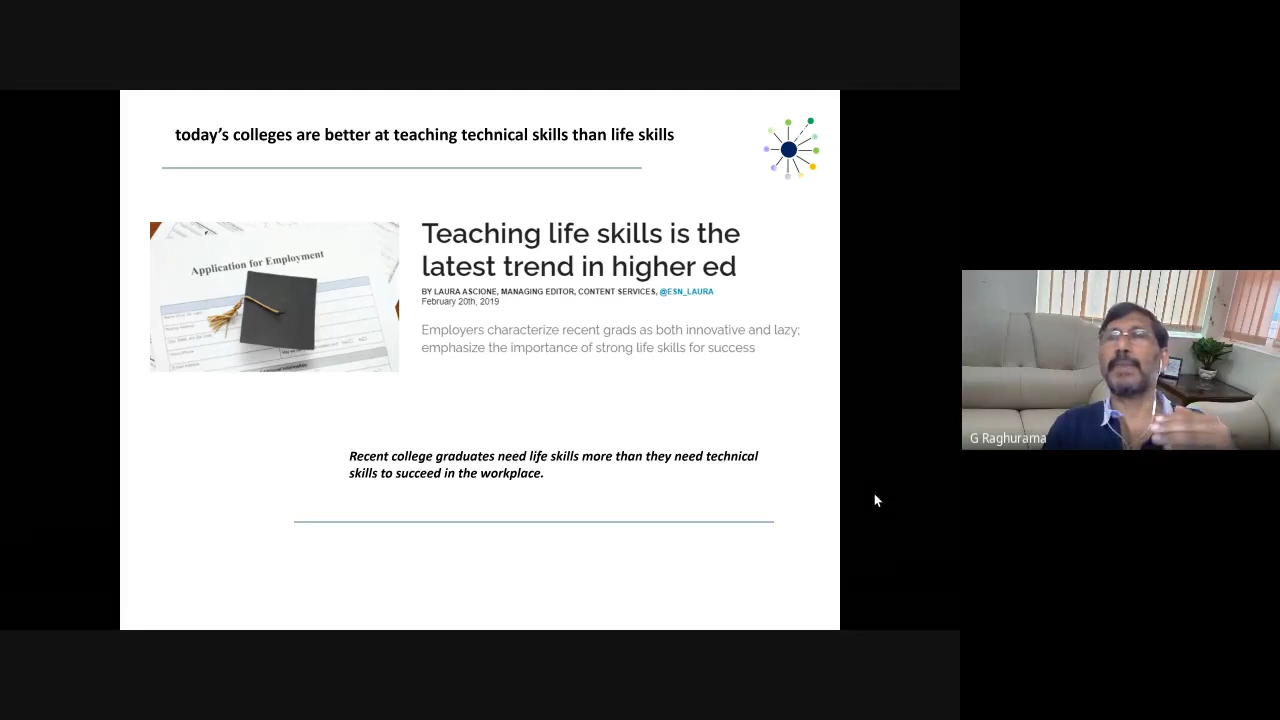 today's colleges are better at teaching technical skills than life skills
Application for Employment
Teaching life skills is the
latest trend in higher ed
BY LAURA ASCIONE, MANAGING EDITOR, CONTENT SERVICES, @ESN_LAURA
February 20th, 2019
Employers characterize recent grads as both innovative and lazy;
emphasize the importance of strong life skills for success
Recent college graduates need life skills more than they need technical
skills to succeed in the workplace.
G Raghurama